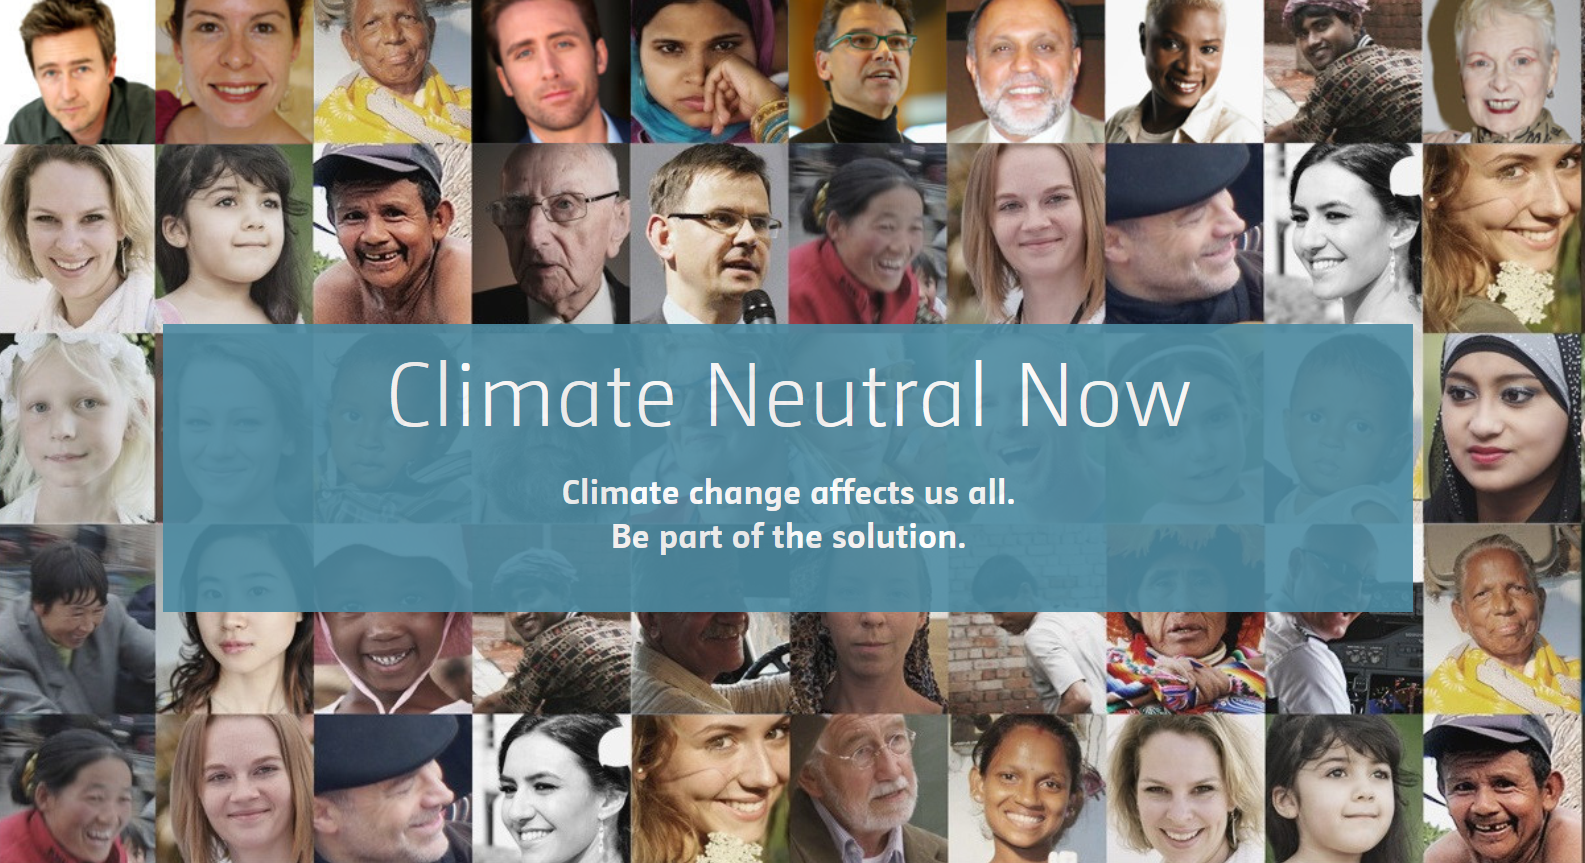 Climate Neutral Now
Climate change affects us all.
Be part of the solution.